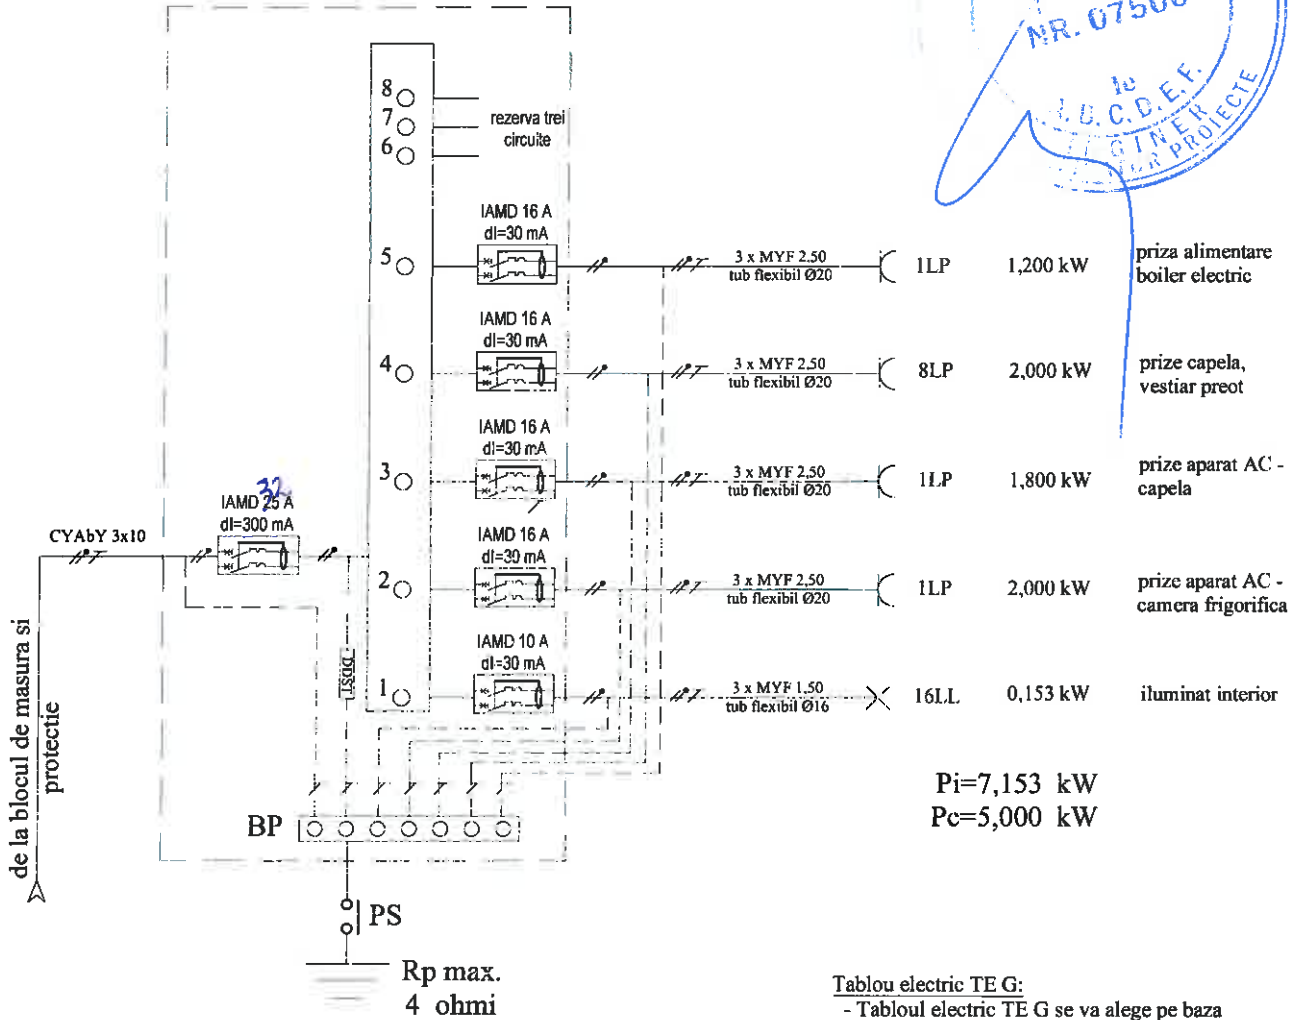 NR. 0750
I.D.C.D.E.F.
PROIECTE
8
7
6
rezerva trei
circuite
IAMD 16 A
dI=30 mA
5
3 x MYF 2,50
tub flexibil Ø20
1LP
1,200 kW
priza alimentare
boiler electric
IAMD 16 A
dI=30 mA
4
3 x MYF 2,50
tub flexibil Ø20
8LP
2,000 kW
prize capela,
vestiar preot
IAMD 16 A
dI=30 mA
3
3 x MYF 2,50
tub flexibil Ø20
1LP
1,800 kW
prize aparat AC -
capela
32
IAMD 25 A
dI=300 mA
CYAbY 3x10
IAMD 16 A
dI=30 mA
2
3 x MYF 2,50
tub flexibil Ø20
1LP
2,000 kW
prize aparat AC -
camera frigorifica
IAMD 10 A
dI=30 mA
1
3 x MYF 1,50
tub flexibil Ø16
16LL
0,153 kW
iluminat interior
DDST
de la blocul de masura si
protectie
Pi=7,153 kW
Pc=5,000 kW
BP
PS
Rp max.
4 ohmi
Tablou electric TE G:
- Tabloul electric TE G se va alege pe baza